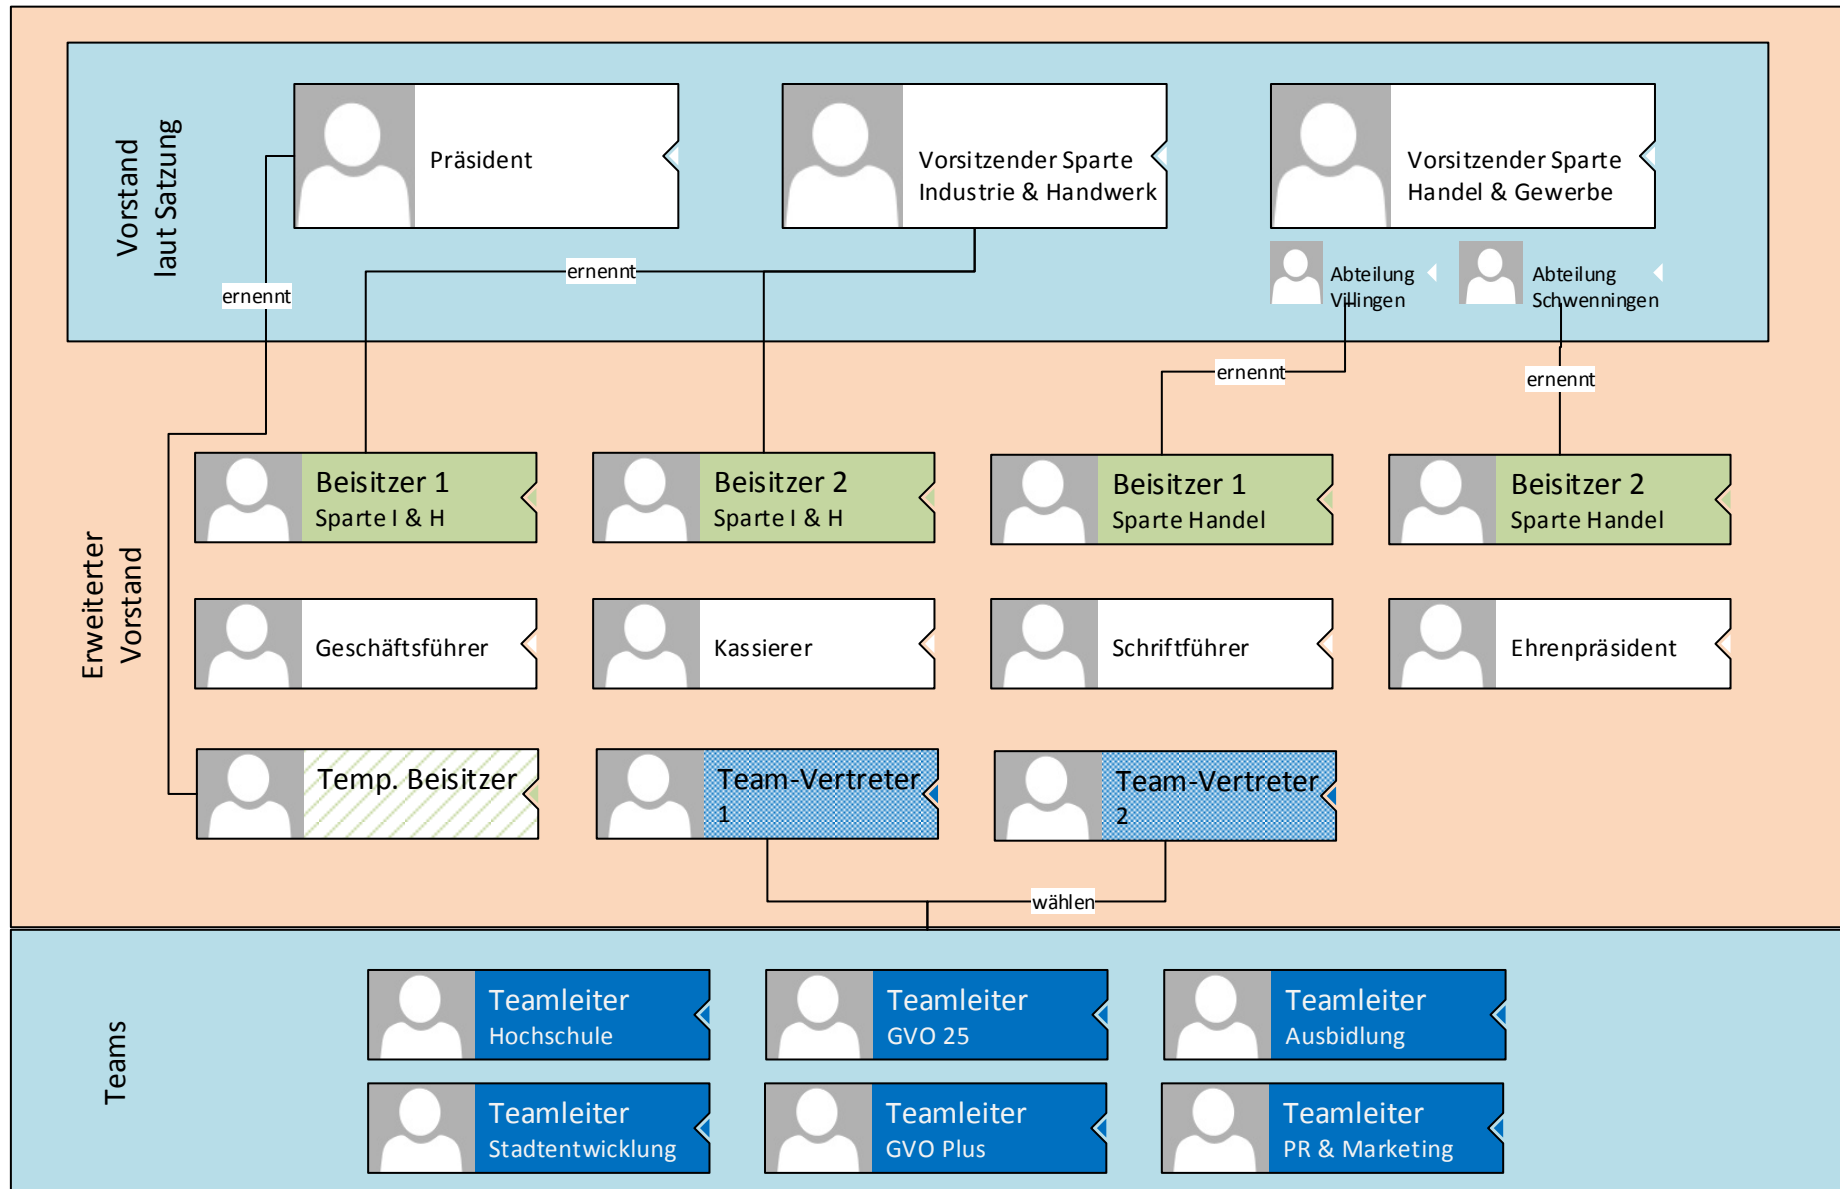 Vorstand
laut Satzung
Präsident
Vorsitzender Sparte
Industrie & Handwerk
Vorsitzender Sparte
Handel & Gewerbe
Abteilung
Villingen
Abteilung
Schwenningen
ernennt
ernennt
ernennt
ernennt
Erweiterter
Vorstand
Beisitzer 1
Sparte I & H
Beisitzer 2
Sparte I & H
Beisitzer 1
Sparte Handel
Beisitzer 2
Sparte Handel
Geschäftsführer
Kassierer
Schriftführer
Ehrenpräsident
Temp. Beisitzer
Team-Vertreter
1
Team-Vertreter
2
wählen
Teams
Teamleiter
Hochschule
Teamleiter
GVO 25
Teamleiter
Ausbidlung
Teamleiter
Stadtentwicklung
Teamleiter
GVO Plus
Teamleiter
PR & Marketing